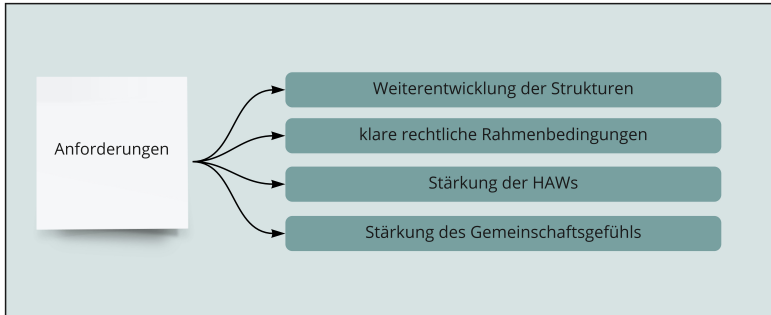 Anforderungen
Weiterentwicklung der Strukturen
klare rechtliche Rahmenbedingungen
Stärkung der HAWs
Stärkung des Gemeinschaftsgefühls